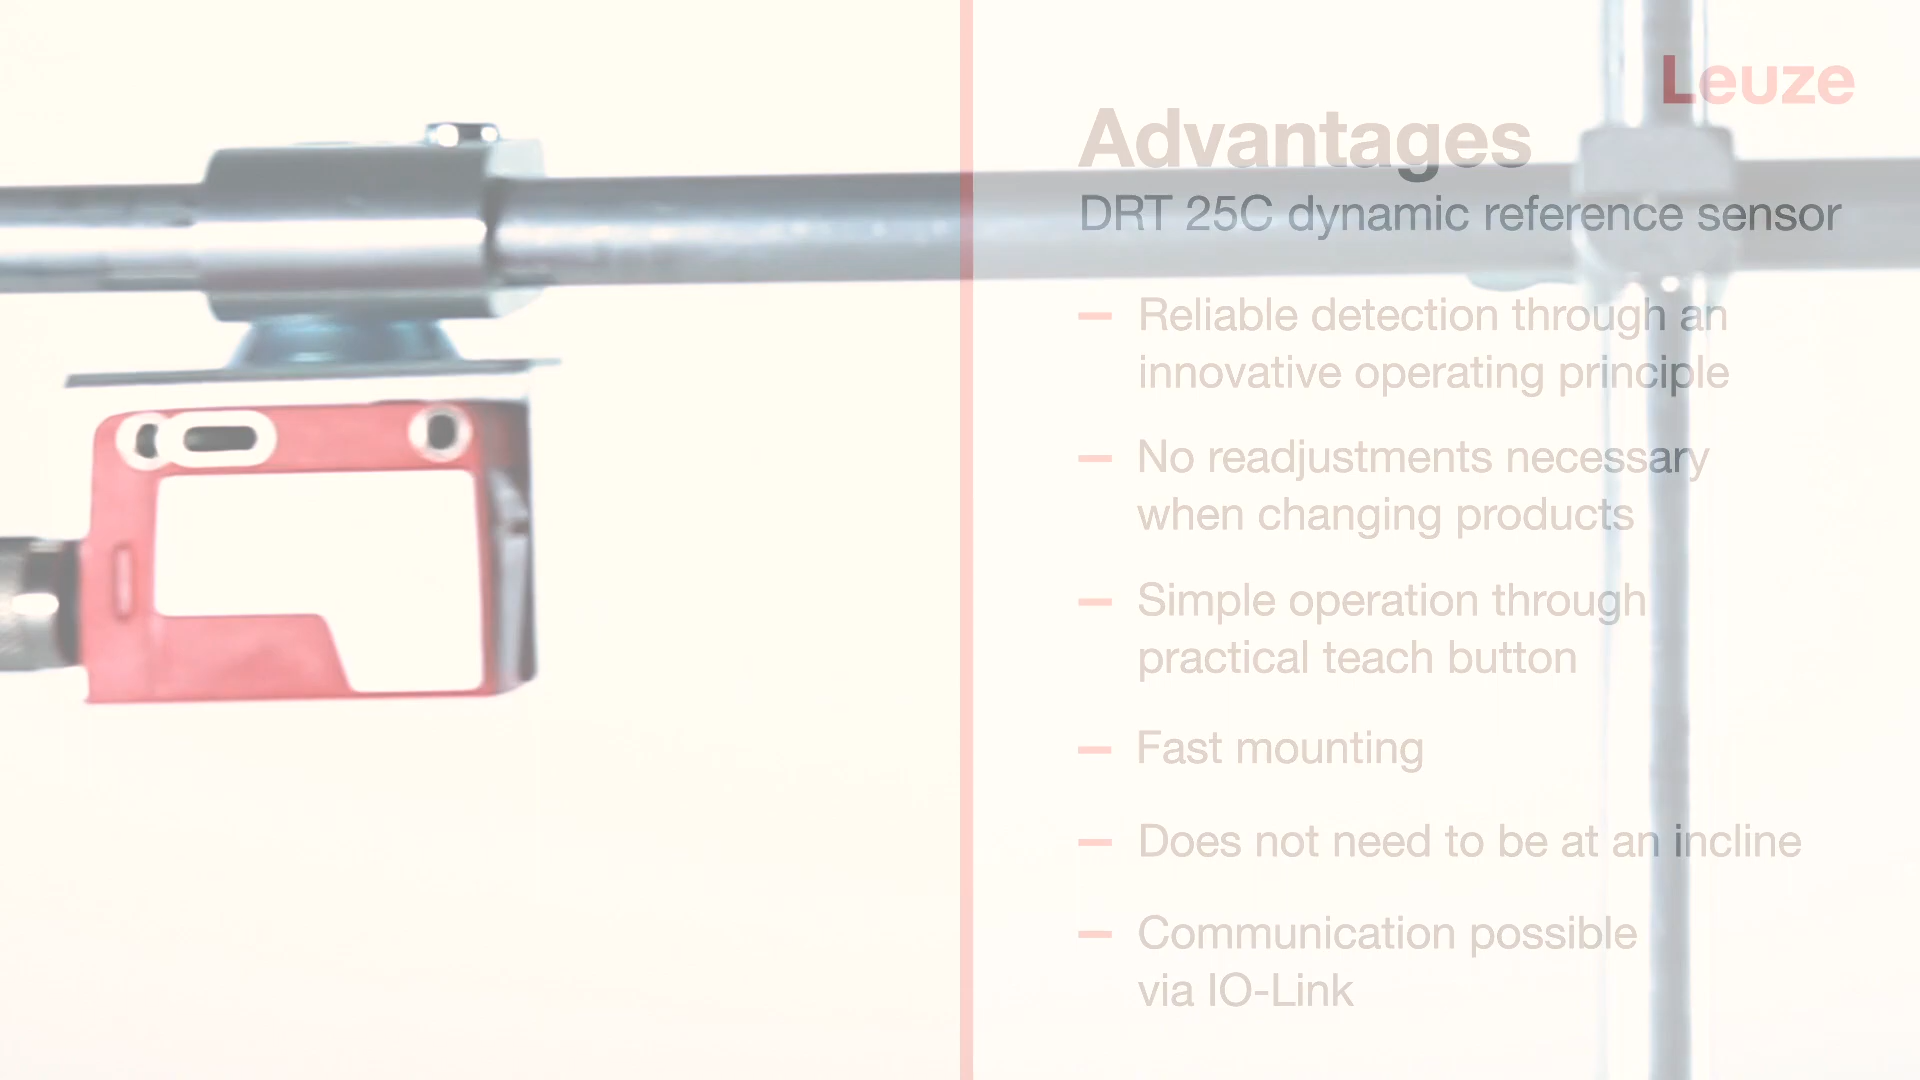 Leuze
Advantages
DRT 25C dynamic reference sensor
Reliable detection through an
innovative operating principle
No readjustments necessary
when changing products
Simple operation through
practical teach button
Fast mounting
Does not need to be at an incline
Communication possible
via IO-Link